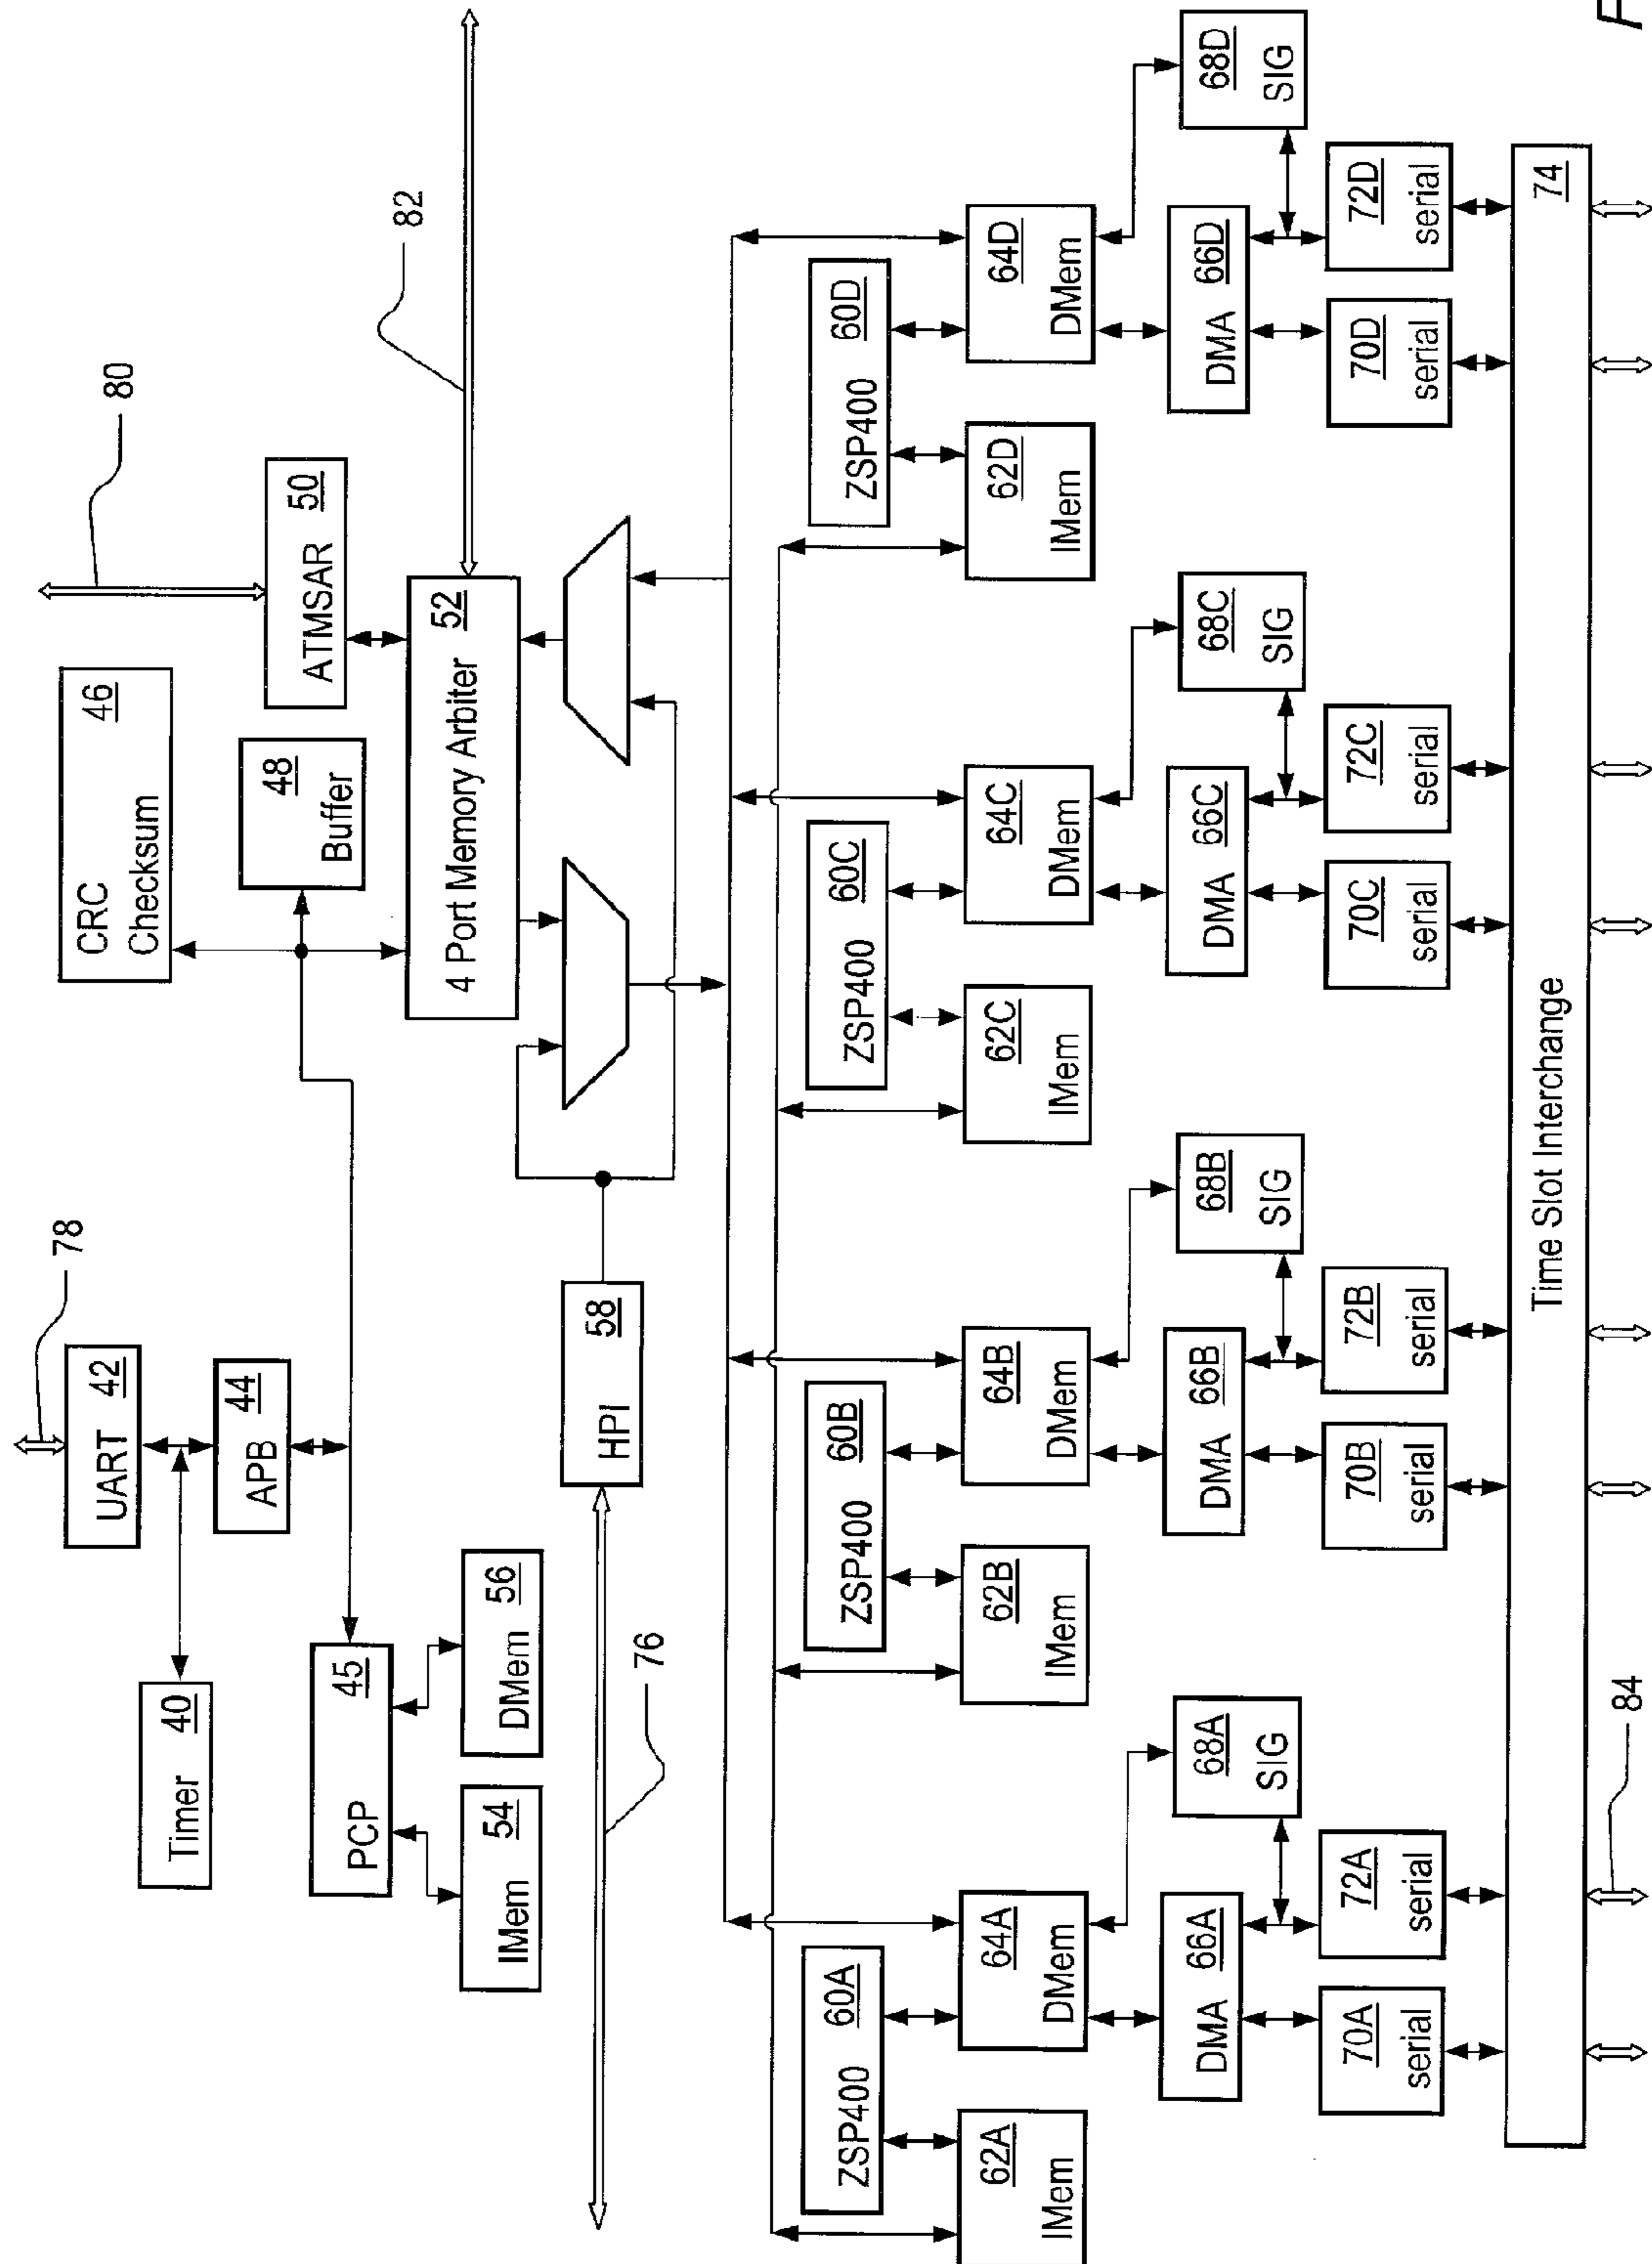 78
80
82
UART 42
Timer 40
APB 44
CRC
Checksum 46
48
Buffer
ATMSAR 50
PCP 45
IMem 54
DMem 56
4 Port Memory Arbiter 52
HPI 58
76
ZSP400 60A
62A
IMem
64A
DMem
DMA 66A
68A
SIG
70A
serial
72A
serial
ZSP400 60B
62B
IMem
64B
DMem
DMA 66B
68B
SIG
70B
serial
72B
serial
ZSP400 60C
62C
IMem
64C
DMem
DMA 66C
68C
SIG
70C
serial
72C
serial
ZSP400 60D
62D
IMem
64D
DMem
DMA 66D
68D
SIG
70D
serial
72D
serial
Time Slot Interchange 74
84